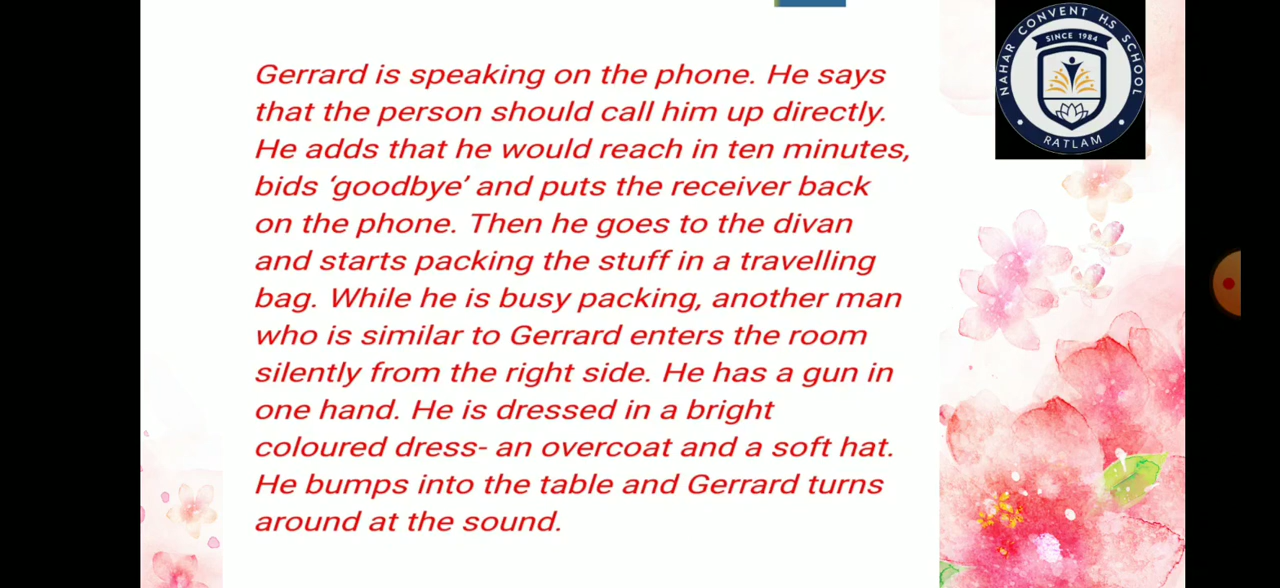 Gerrard is speaking on the phone. He says
that the person should call him up directly.
He adds that he would reach in ten minutes,
bids ‘goodbye’ and puts the receiver back
on the phone. Then he goes to the divan
and starts packing the stuff in a travelling
bag. While he is busy packing, another man
who is similar to Gerrard enters the room
silently from the right side. He has a gun in
one hand. He is dressed in a bright
coloured dress- an overcoat and a soft hat.
He bumps into the table and Gerrard turns
around at the sound.
NAHAR CONVENT H.S SCHOOL
SINCE 1984
RATLAM